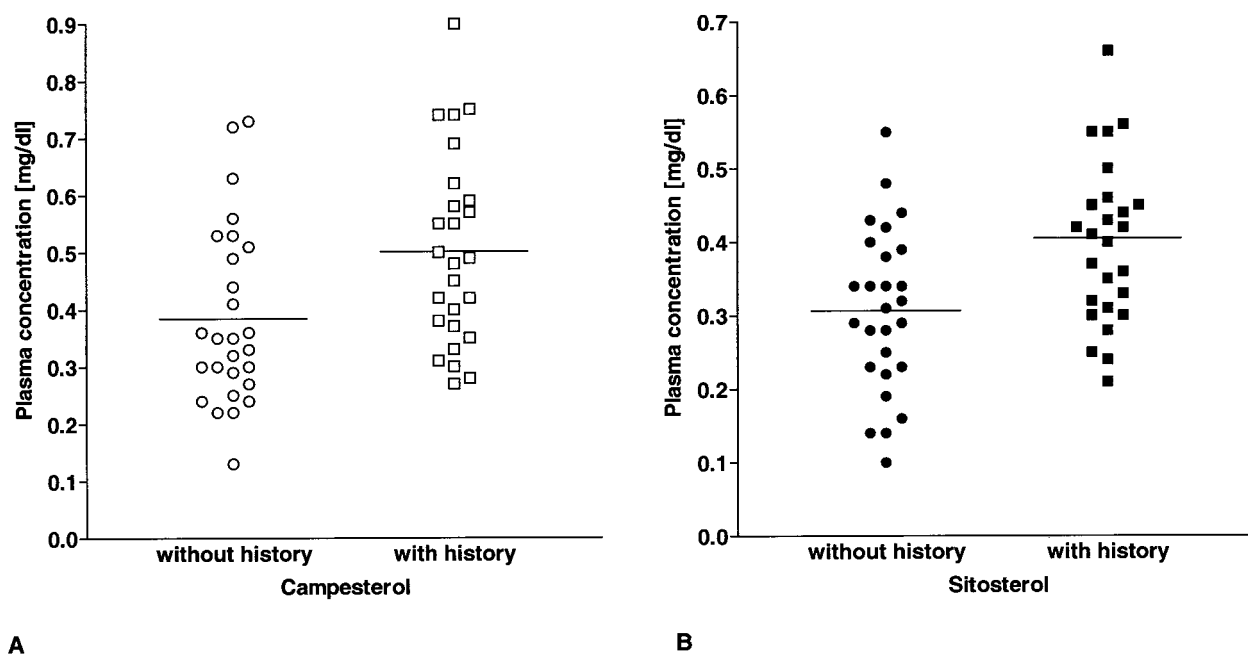 Plasma concentration [mg/dl]
0.9
0.8
0.7
0.6
0.5
0.4
0.3
0.2
0.1
0.0
without history with history
Campesterol
A
Plasma concentration [mg/dl]
0.7
0.6
0.5
0.4
0.3
0.2
0.1
0.0
without history with history
Sitosterol
B